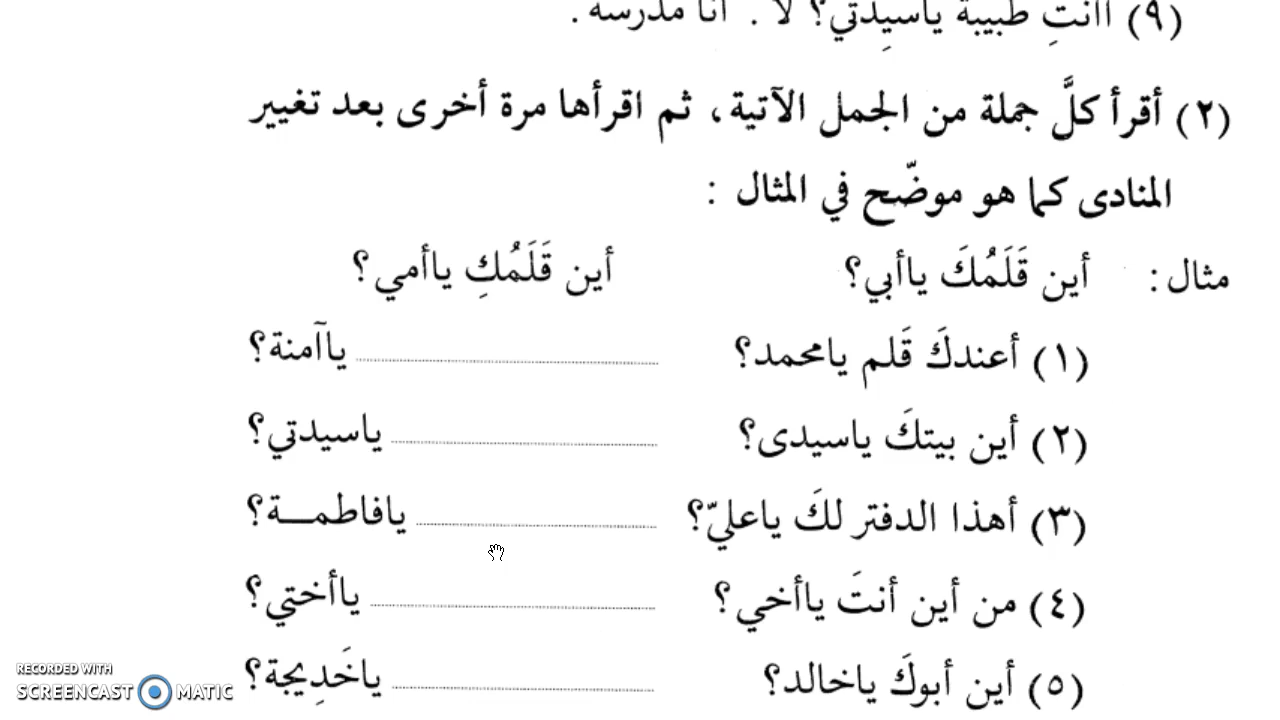 (٩) أأنتِ طبيبة ياسيِدتي؟ لا . أنا مدرسة .
(٢) أقرأ كلَّ جملة من الجمل الآتية، ثم اقرأها مرة أخرى بعد تغيير
المنادى كما هو موضّح في المثال :
مثال : أين قَلَمُكَ ياأبي؟ أين قَلَمُكِ ياأمي؟
(١) أعندكَ قَلم يامحمد؟ ياآمنة؟
(٢) أين بيتكَ ياسيدى؟ ياسيدتي؟
(٣) أهذا الدفتر لكَ ياعليّ؟ يافاطمـــة؟
(٤) من أين أنتَ ياأخي؟ ياأختي؟
(٥) أين أبوكَ ياخالد؟ ياخَدِيجة؟
RECORDED WITH
SCREENCAST MATIC